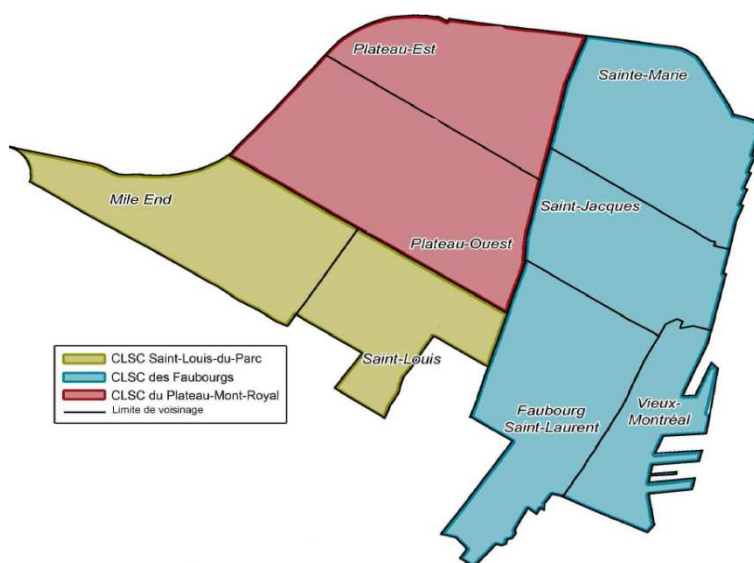 Plateau-Est
Sainte-Marie
Mile End
Saint-Jacques
Plateau-Ouest
Saint-Louis
Faubourg
Saint-Laurent
Vieux-
Montréal
CLSC Saint-Louis-du-Parc
CLSC des Faubourgs
CLSC du Plateau-Mont-Royal
Limite de voisinage